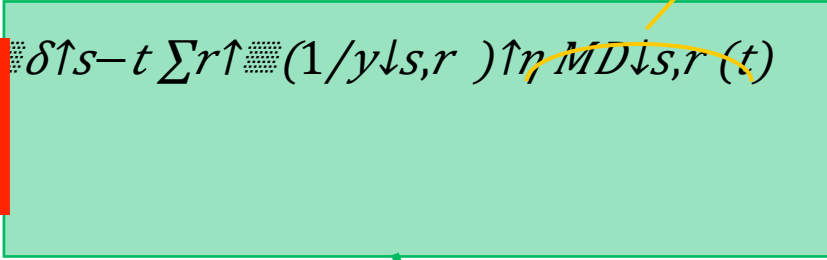 ▒δ↑s−t ∑r↑▒(1/y↓s,r )↑η MD↓s,r (t)